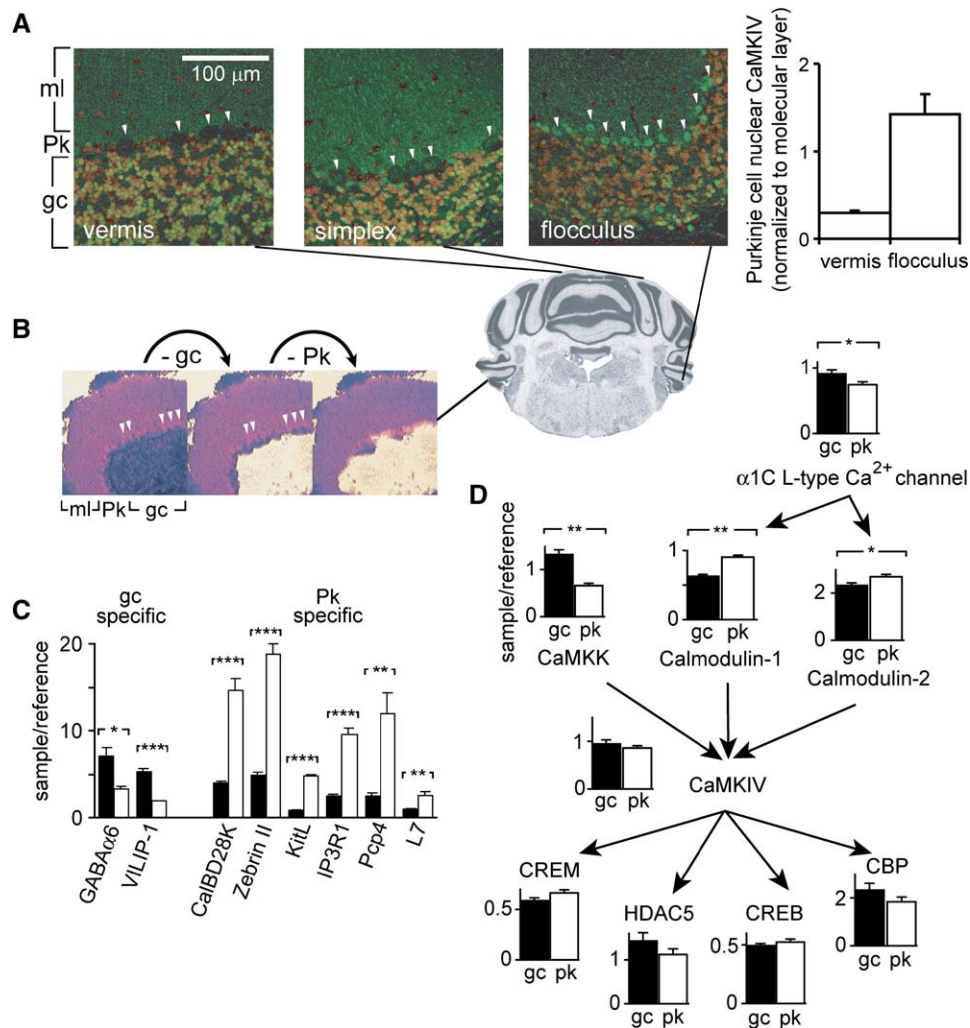 A
ml
Pk
gc
100 μm
vermis
simplex
flocculus
Purkinje cell nuclear CaMKIV
(normalized to molecular layer)
2
1
0
vermis flocculus
B
- gc
- Pk
ml Pk gc
C
gc
specific
Pk
specific
sample/reference
20
10
0
*
***
***
***
***
***
**
**
GABAα6
VILIP-1
CalBD28K
Zebrin II
KitL
IP3R1
Pcp4
L7
D
*
1
0
gc pk
α1C L-type Ca2+ channel
sample/reference
**
1
0
gc pk
CaMKK
**
1
0
gc pk
Calmodulin-1
*
2
0
gc pk
Calmodulin-2
1
0
gc pk
CaMKIV
CREM
0.5
0
gc pk
HDAC5
1
0
gc pk
CREB
0.5
0
gc pk
CBP
2
0
gc pk